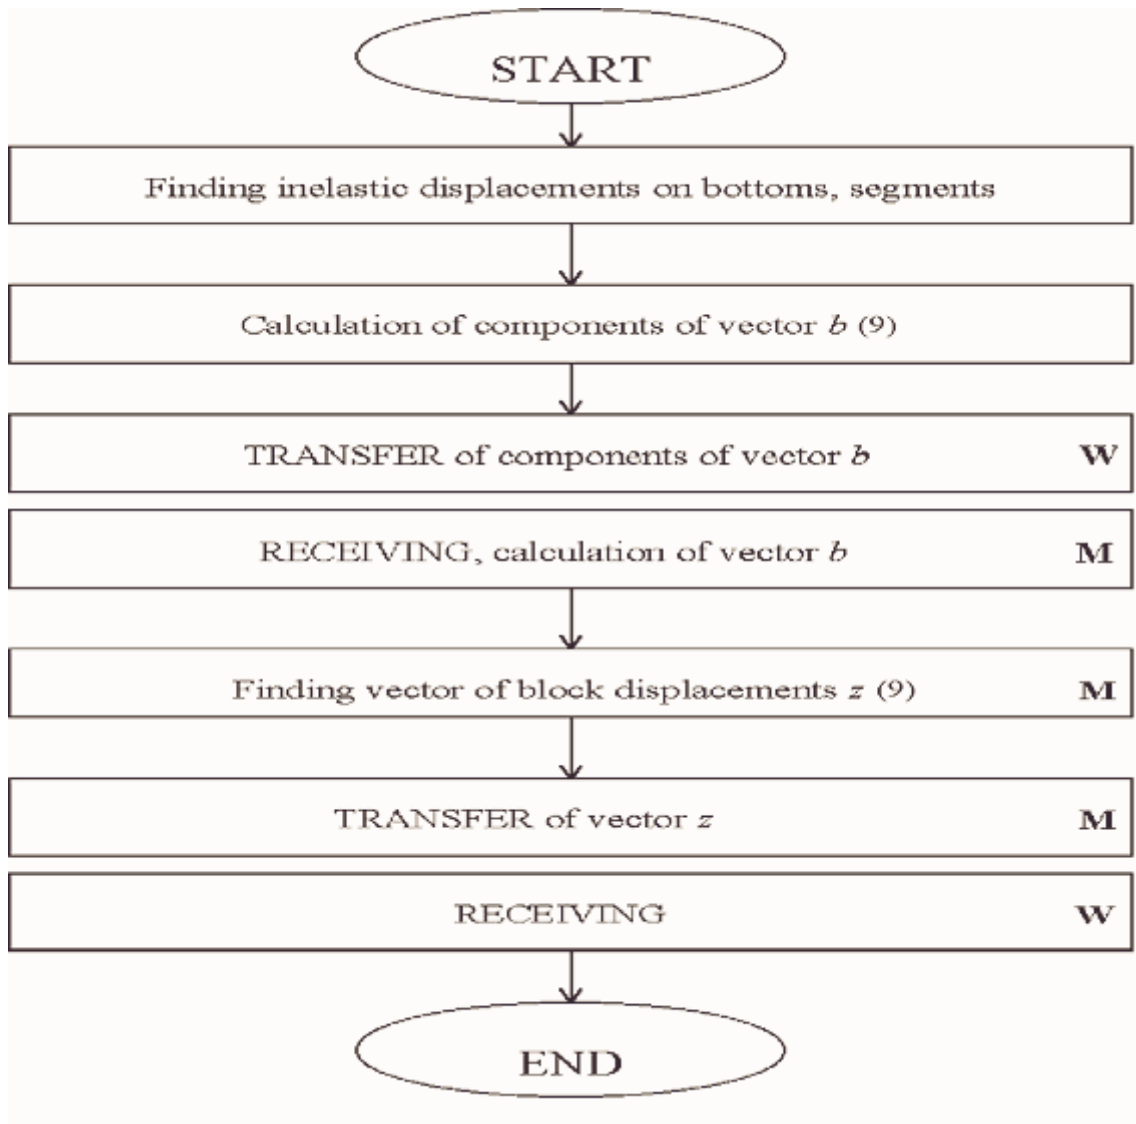 START
Finding inelastic displacements on bottoms, segments
Calculation of components of vector b (9)
TRANSFER of components of vector b W
RECEIVING, calculation of vector b M
Finding vector of block displacements z (9) M
TRANSFER of vector z M
RECEIVING W
END